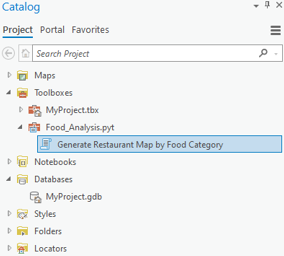 Catalog
Project Portal Favorites
Search Project
Maps
Toolboxes
MyProject.tbx
Food_Analysis.pyt
Generate Restaurant Map by Food Category
Notebooks
Databases
MyProject.gdb
Styles
Folders
Locators